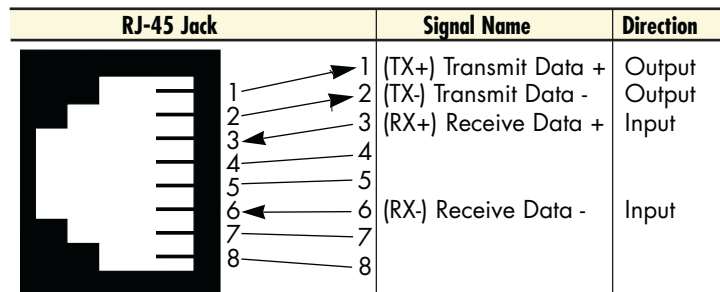 RJ-45 Jack Signal Name Direction
1 1 (TX+) Transmit Data + Output
2 2 (TX-) Transmit Data - Output
3 3 (RX+) Receive Data + Input
4 4
5 5
6 6 (RX-) Receive Data - Input
7 7
8 8